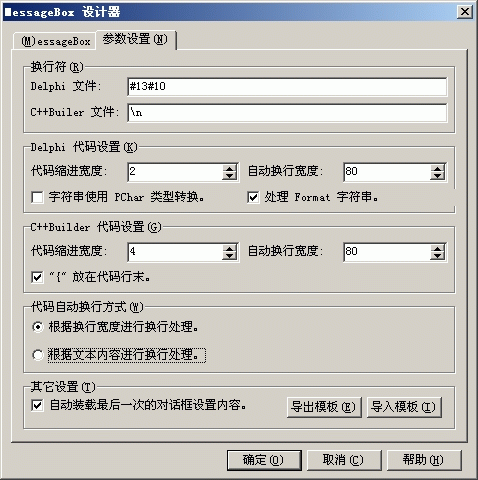 MessageBox 设计器
(M)essageBox 参数设置(N)
换行符(R)
Delphi 文件: #13#10
C++Builer 文件: \n
Delphi 代码设置(K)
代码缩进宽度: 2 自动换行宽度: 80
字符串使用 PChar 类型转换。 处理 Format 字符串。
C++Builder 代码设置(G)
代码缩进宽度: 4 自动换行宽度: 80
"{" 放在代码行末。
代码自动换行方式(W)
根据换行宽度进行换行处理。
根据文本内容进行换行处理。
其它设置(T)
自动装载最后一次的对话框设置内容。 导出模板(E) 导入模板(I)
确定(O) 取消(C) 帮助(H)